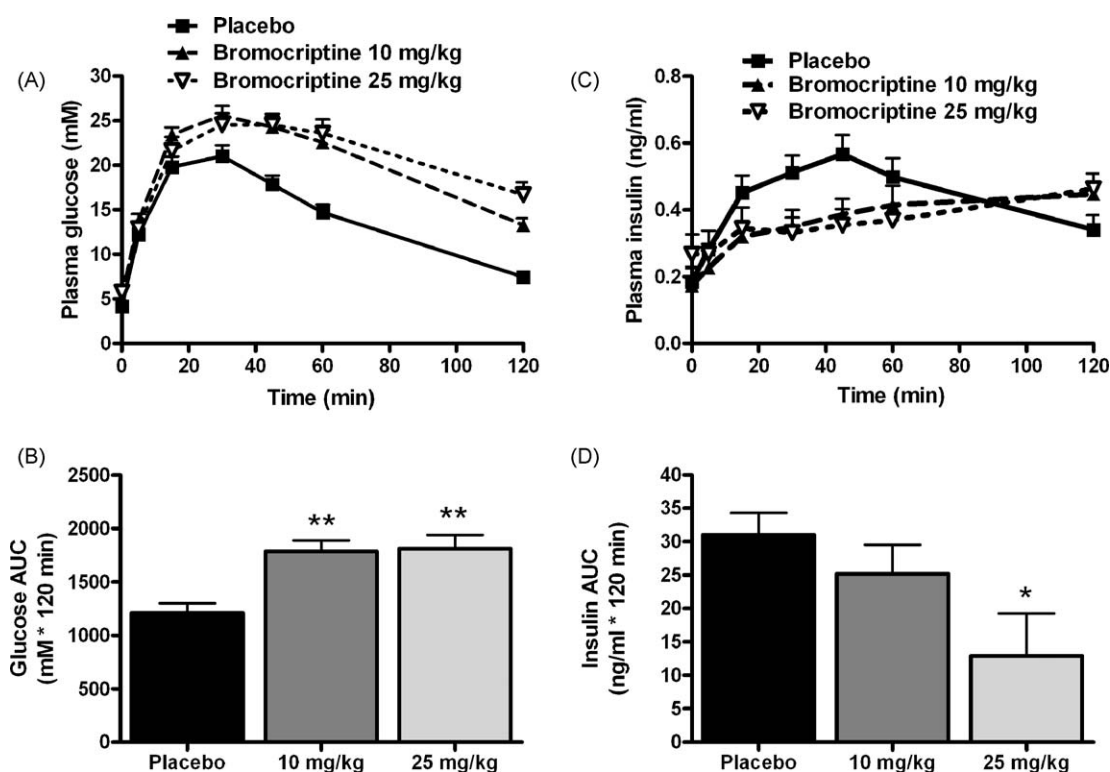 Placebo
Bromocriptine 10 mg/kg
Bromocriptine 25 mg/kg
(A)
30
25
20
15
10
5
0
Plasma glucose (mM)
0 20 40 60 80 100 120
Time (min)
(C)
Placebo
Bromocriptine 10 mg/kg
Bromocriptine 25 mg/kg
0.8
0.6
0.4
0.2
0.0
Plasma insulin (ng/ml)
0 20 40 60 80 100 120
Time (min)
(B)
2500
2000
1500
1000
500
0
Glucose AUC
(mM * 120 min)
** **
Placebo 10 mg/kg 25 mg/kg
(D)
40
35
30
25
20
15
10
5
0
Insulin AUC
(ng/ml * 120 min)
*
Placebo 10 mg/kg 25 mg/kg